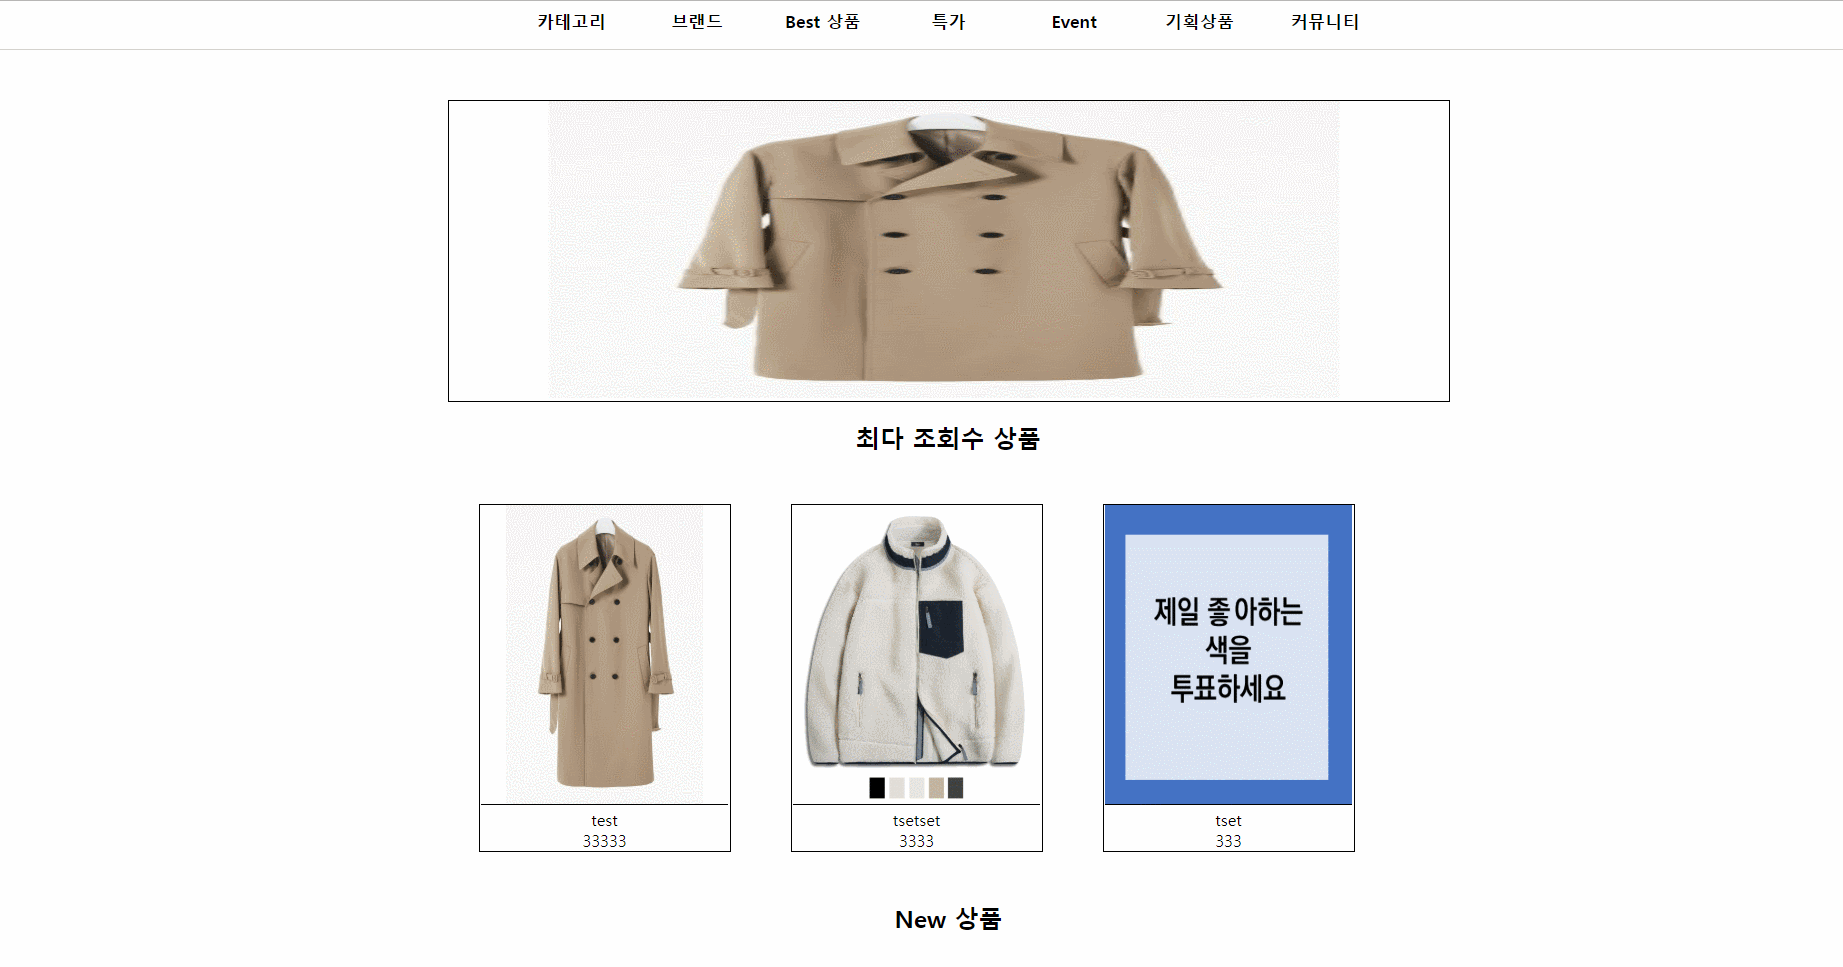 카테고리 브랜드 Best 상품 특가 Event 기획상품 커뮤니티
최다 조회수 상품
제일 좋아하는
색을
투표하세요
test
33333
tsetset
3333
tset
333
New 상품